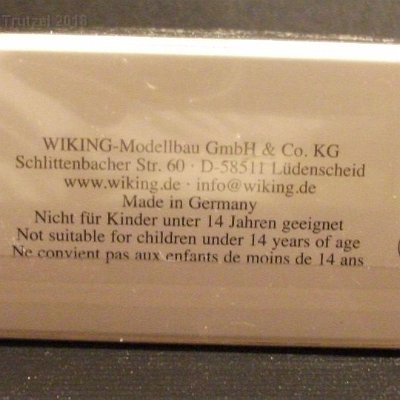 Trützel 2018
WIKING-Modellbau GmbH & Co. KG
Schlittenbacher Str. 60 · D-58511 Lüdenscheid
www.wiking.de · info@wiking.de
Made in Germany
Nicht für Kinder unter 14 Jahren geeignet
Not suitable for children under 14 years of age
Ne convient pas aux enfants de moins de 14 ans